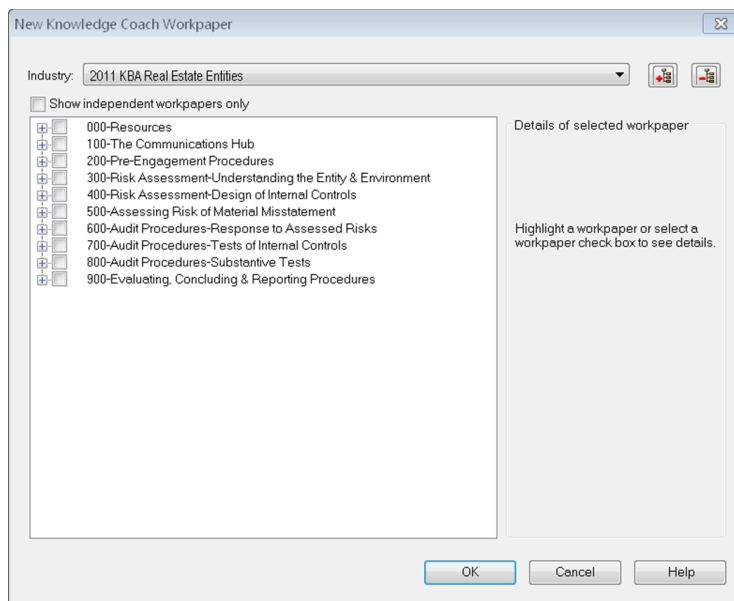 New Knowledge Coach Workpaper
Industry: 2011 KBA Real Estate Entities
Show independent workpapers only
000-Resources
100-The Communications Hub
200-Pre-Engagement Procedures
300-Risk Assessment-Understanding the Entity & Environment
400-Risk Assessment-Design of Internal Controls
500-Assessing Risk of Material Misstatement
600-Audit Procedures-Response to Assessed Risks
700-Audit Procedures-Tests of Internal Controls
800-Audit Procedures-Substantive Tests
900-Evaluating, Concluding & Reporting Procedures
Details of selected workpaper
Highlight a workpaper or select a
workpaper check box to see details.
OK Cancel Help